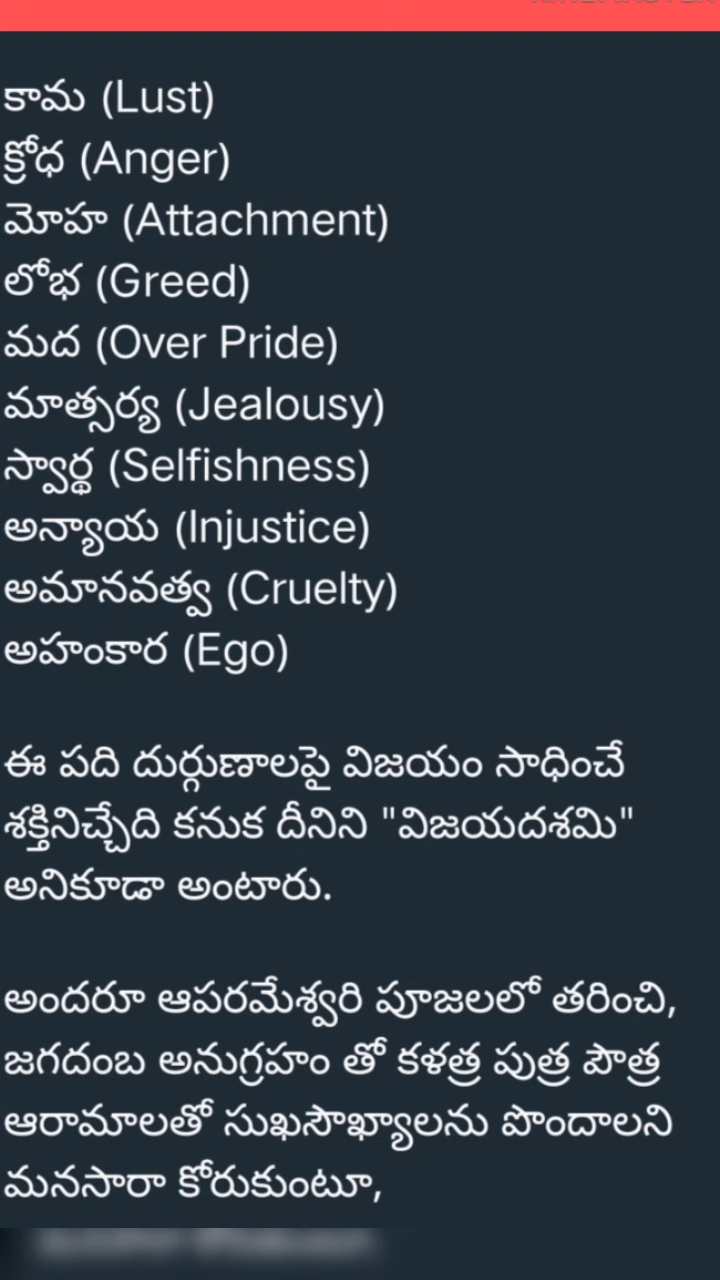 కామ (Lust)
క్రోధ (Anger)
మోహ (Attachment)
లోభ (Greed)
మద (Over Pride)
మాత్సర్య (Jealousy)
స్వార్థ (Selfishness)
అన్యాయ (Injustice)
అమానవత్వ (Cruelty)
అహంకార (Ego)
ఈ పది దుర్గుణాలపై విజయం సాధించే
శక్తినిచ్చేది కనుక దీనిని "విజయదశమి"
అనికూడా అంటారు.
అందరూ ఆపరమేశ్వరి పూజలలో తరించి,
జగదంబ అనుగ్రహం తో కళత్ర పుత్ర పౌత్ర
ఆరామాలతో సుఖసౌఖ్యాలను పొందాలని
మనసారా కోరుకుంటూ,